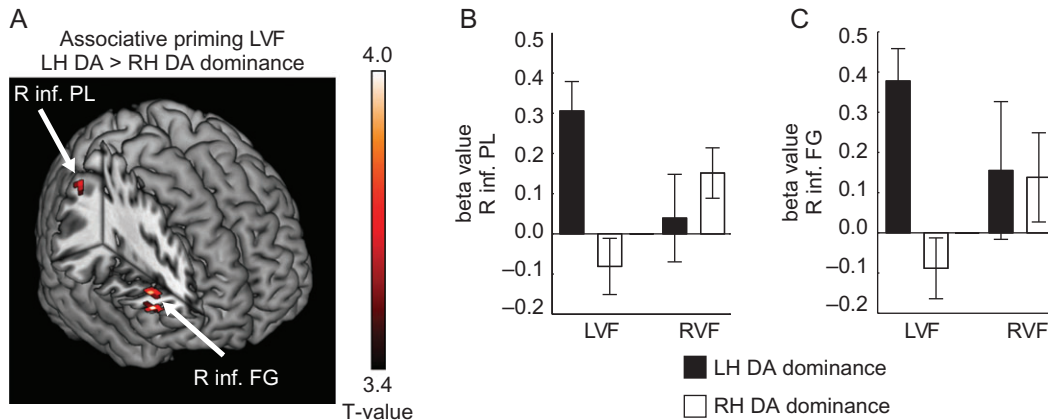 A
Associative priming LVF
LH DA > RH DA dominance
R inf. PL
R inf. FG
4.0
3.4
T-value
B
beta value
R inf. PL
0.5
0.4
0.3
0.2
0.1
0.0
–0.1
–0.2
LVF RVF
C
beta value
R inf. FG
0.5
0.4
0.3
0.2
0.1
0.0
–0.1
–0.2
LVF RVF
LH DA dominance
RH DA dominance